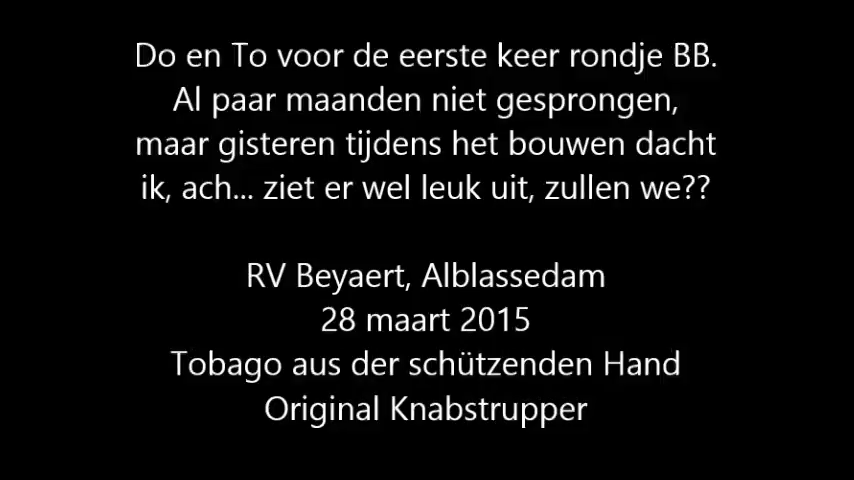 Do en To voor de eerste keer rondje BB.
Al paar maanden niet gesprongen,
maar gisteren tijdens het bouwen dacht
ik, ach... ziet er wel leuk uit, zullen we??
RV Beyaert, Alblassedam
28 maart 2015
Tobago aus der schützenden Hand
Original Knabstrupper